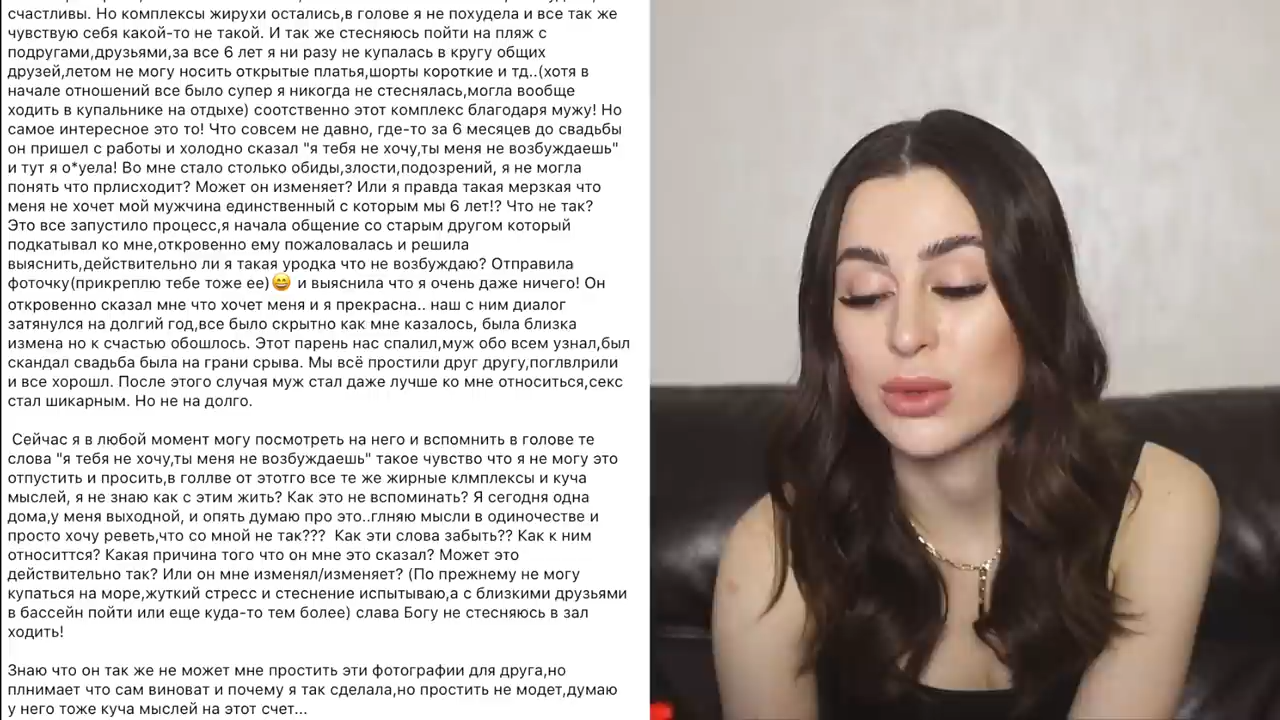 счастливы. Но комплексы жирухи остались,в голове я не похудела и все так же
чувствую себя какой-то не такой. И так же стесняюсь пойти на пляж с
подругами,друзьями,за все 6 лет я ни разу не купалась в кругу общих
друзей,летом не могу носить открытые платья,шорты короткие и тд..(хотя в
начале отношений все было супер я никогда не стеснялась,могла вообще
ходить в купальнике на отдыхе) соотственно этот комплекс благодаря мужу! Но
самое интересное это то! Что совсем не давно, где-то за 6 месяцев до свадьбы
он пришел с работы и холодно сказал "я тебя не хочу,ты меня не возбуждаешь"
и тут я о*уела! Во мне стало столько обиды,злости,подозрений, я не могла
понять что прлисходит? Может он изменяет? Или я правда такая мерзкая что
меня не хочет мой мужчина единственный с которым мы 6 лет!? Что не так?
Это все запустило процесс,я начала общение со старым другом который
подкатывал ко мне,откровенно ему пожаловалась и решила
выяснить,действительно ли я такая уродка что не возбуждаю? Отправила
фоточку(прикреплю тебе тоже ее)😄 и выяснила что я очень даже ничего! Он
откровенно сказал мне что хочет меня и я прекрасна.. наш с ним диалог
затянулся на долгий год,все было скрытно как мне казалось, была близка
измена но к счастью обошлось. Этот парень нас спалил,муж обо всем узнал,был
скандал свадьба была на грани срыва. Мы всё простили друг другу,поглвлрили
и все хорошл. После этого случая муж стал даже лучше ко мне относиться,секс
стал шикарным. Но не на долго.
Сейчас я в любой момент могу посмотреть на него и вспомнить в голове те
слова "я тебя не хочу,ты меня не возбуждаешь" такое чувство что я не могу это
отпустить и просить,в голлве от этотго все те же жирные клмплексы и куча
мыслей, я не знаю как с этим жить? Как это не вспоминать? Я сегодня одна
дома,у меня выходной, и опять думаю про это..глняю мысли в одиночестве и
просто хочу реветь,что со мной не так??? Как эти слова забыть?? Как к ним
относиттся? Какая причина того что он мне это сказал? Может это
действительно так? Или он мне изменял/изменяет? (По прежнему не могу
купаться на море,жуткий стресс и стеснение испытываю,а с близкими друзьями
в бассейн пойти или еще куда-то тем более) слава Богу не стесняюсь в зал
ходить!
Знаю что он так же не может мне простить эти фотографии для друга,но
плнимает что сам виноват и почему я так сделала,но простить не модет,думаю
у него тоже куча мыслей на этот счет...